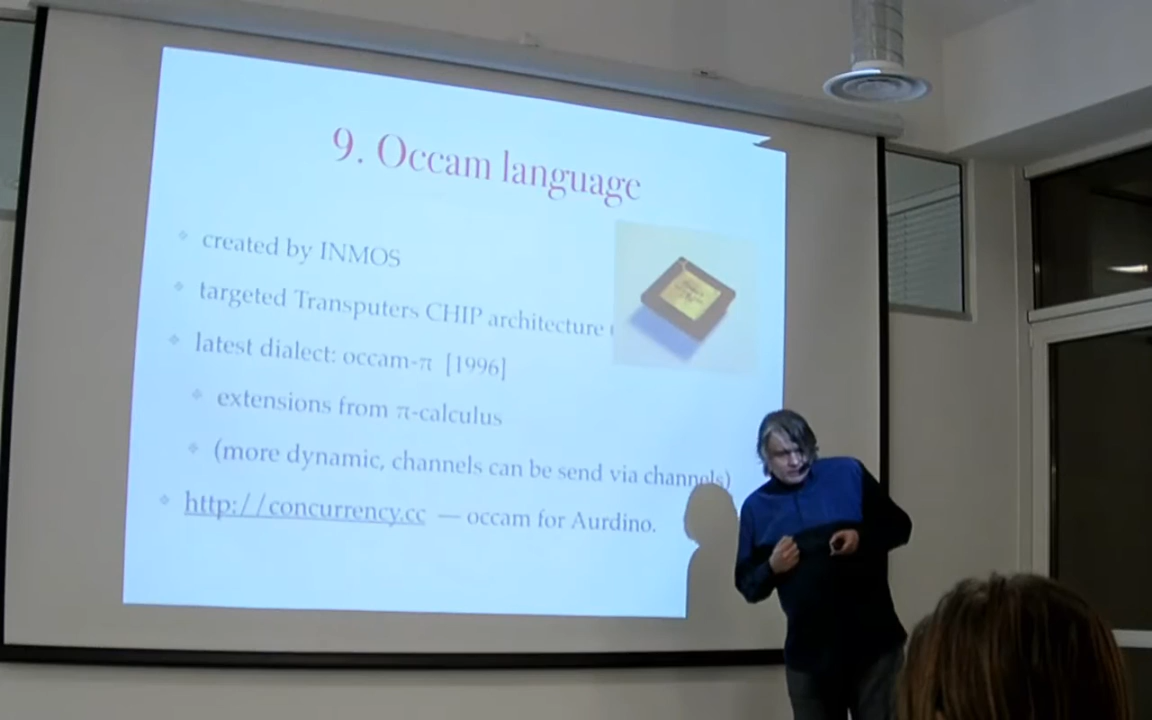 9. Occam language
created by INMOS
targeted Transputers CHIP architecture
latest dialect: occam-π [1996]
extensions from π-calculus
(more dynamic, channels can be send via channels)
http://concurrency.cc — occam for Aurdino.